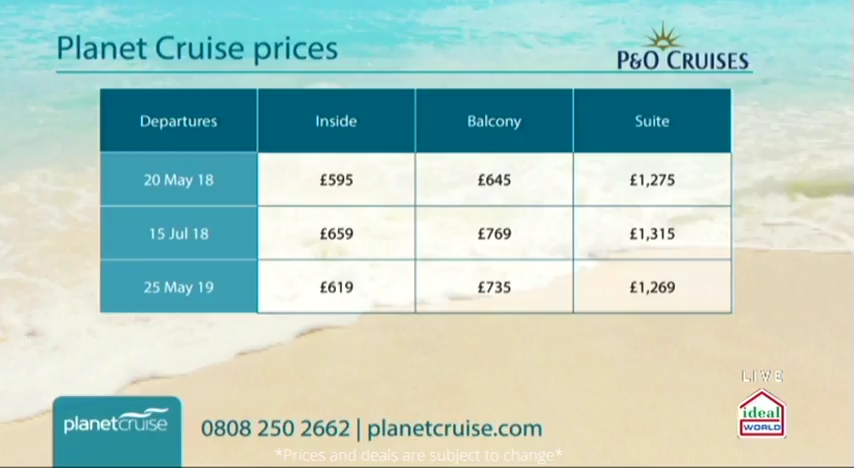 Planet Cruise prices
P&O CRUISES
Departures Inside Balcony Suite
20 May 18 £595 £645 £1,275
15 Jul 18 £659 £769 £1,315
25 May 19 £619 £735 £1,269
LIVE
ideal
WORLD
planetcruise
0808 250 2662 | planetcruise.com
*Prices and deals are subject to change*